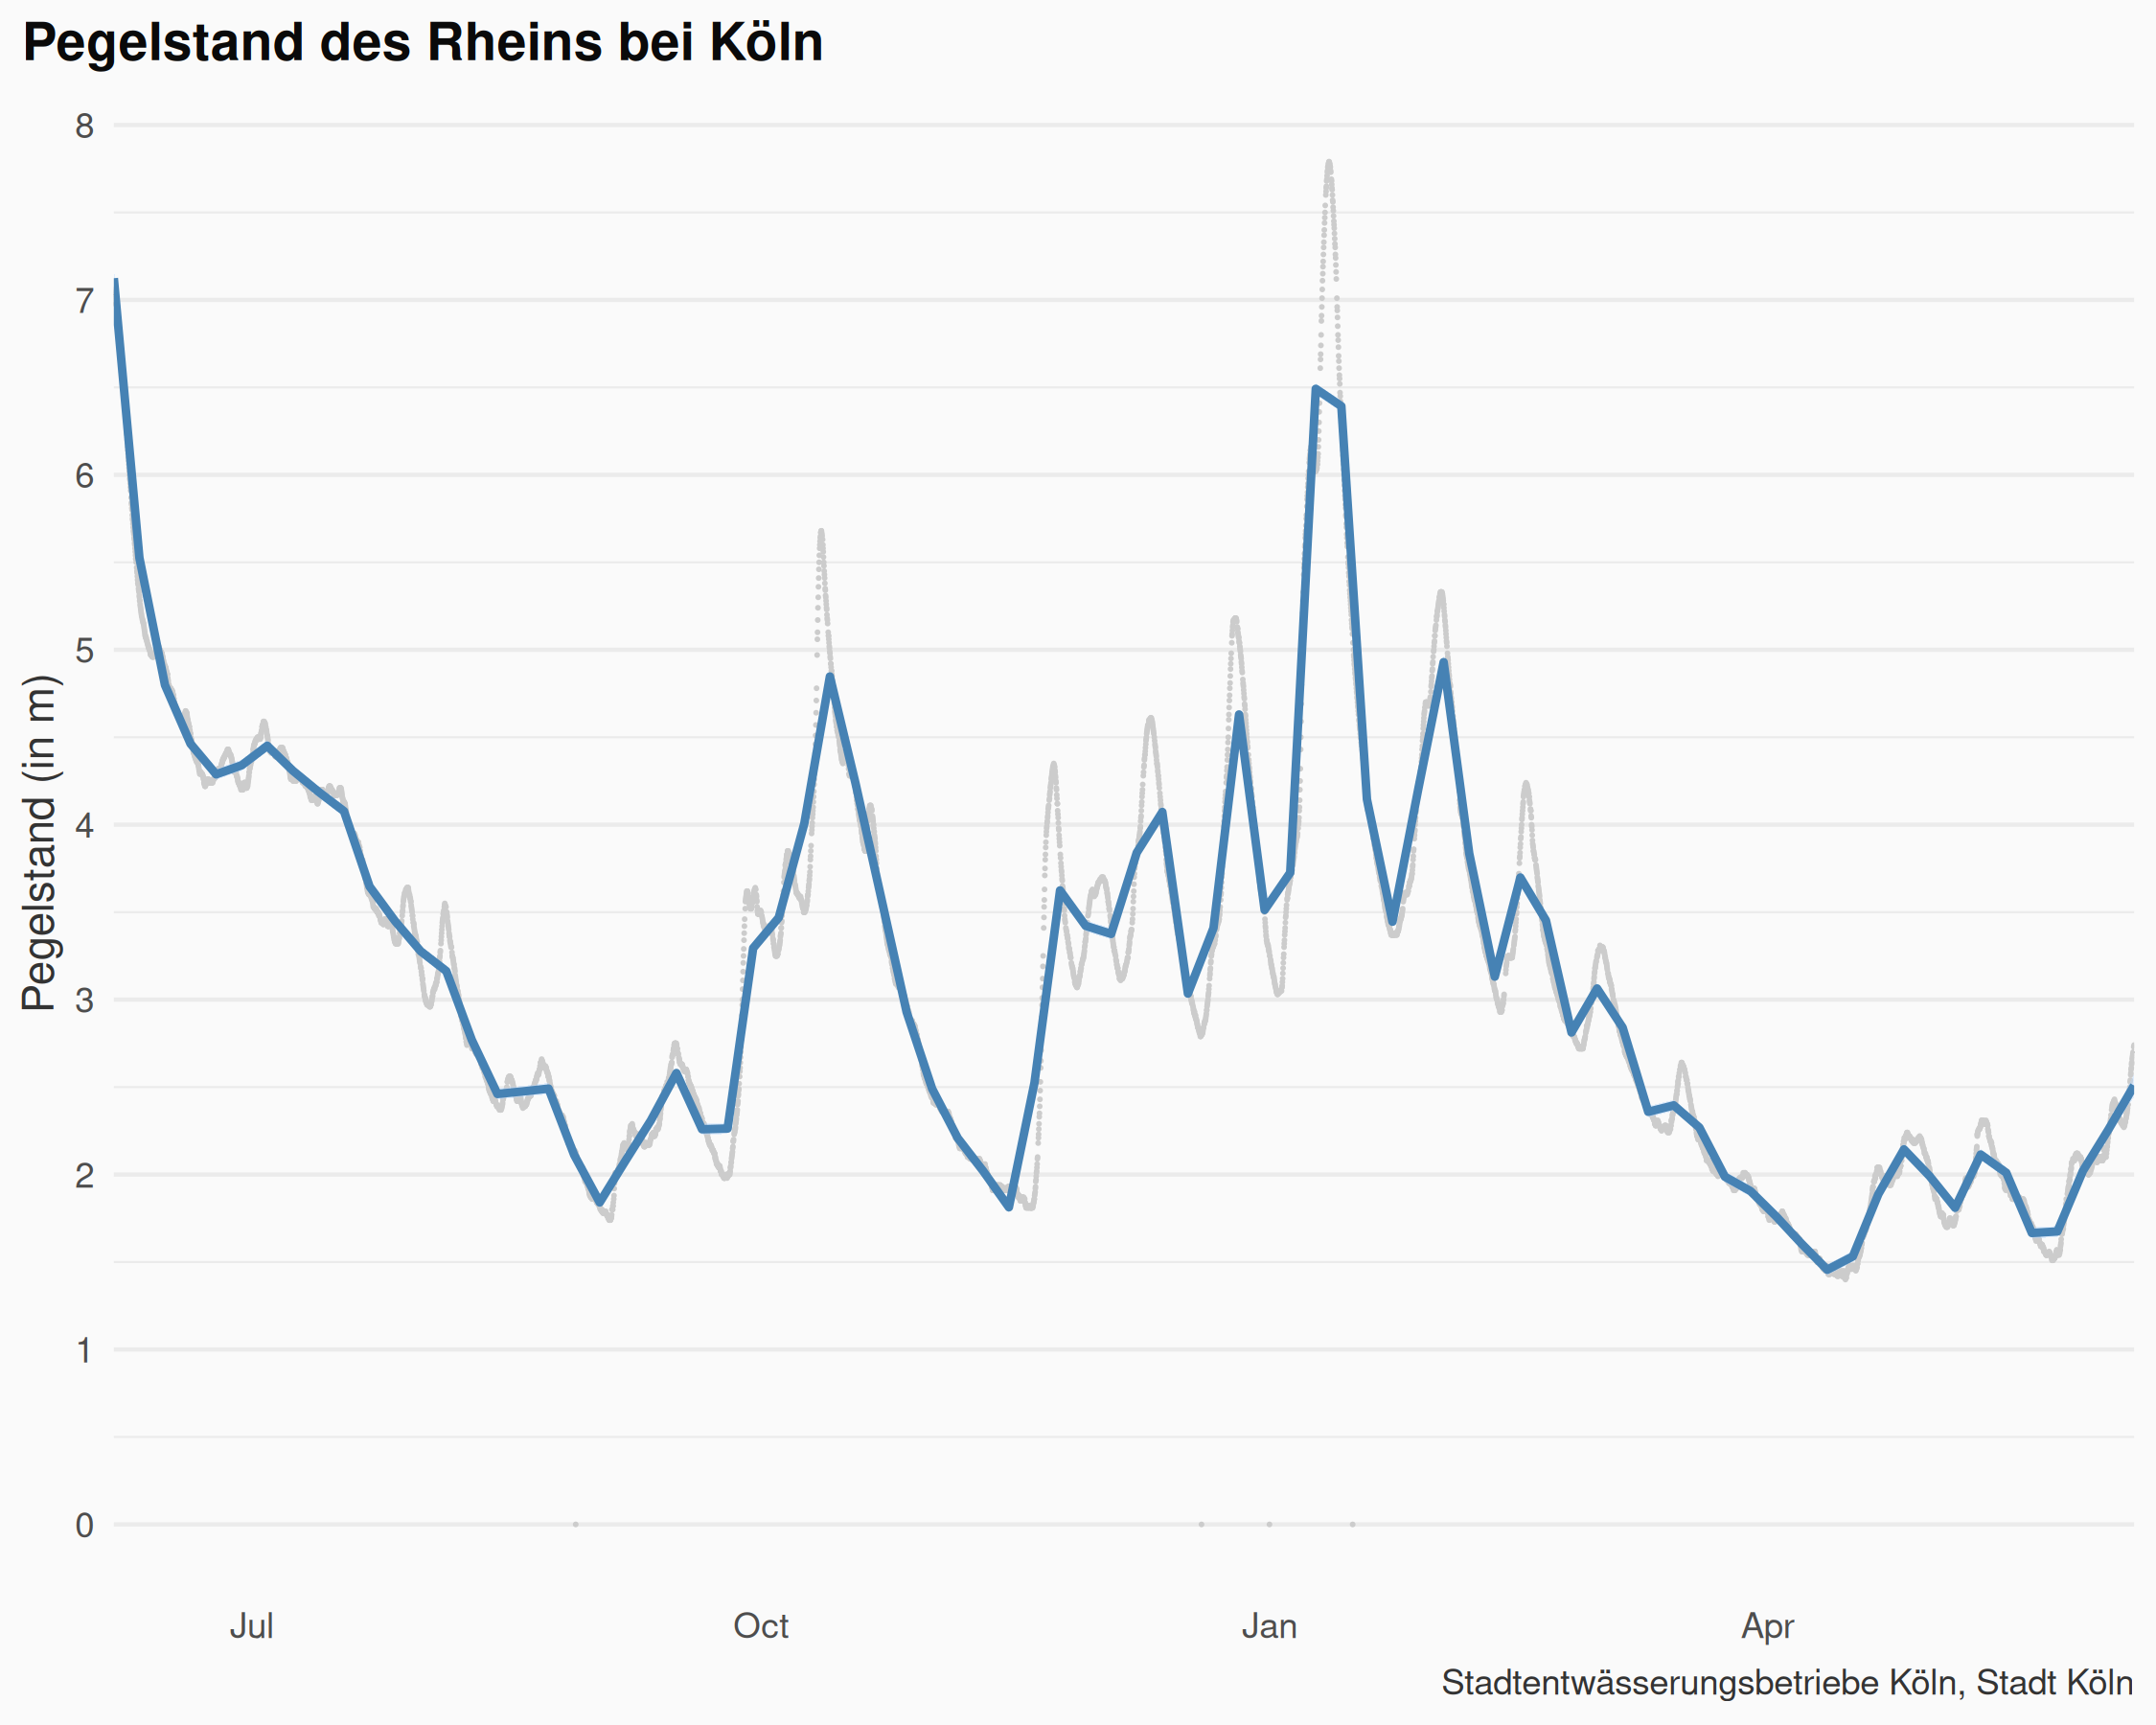 Pegelstand des Rheins bei Köln
Pegelstand (in m)
8
7
6
5
4
3
2
1
0
Jul Oct Jan Apr
Stadtentwässerungsbetriebe Köln, Stadt Köln